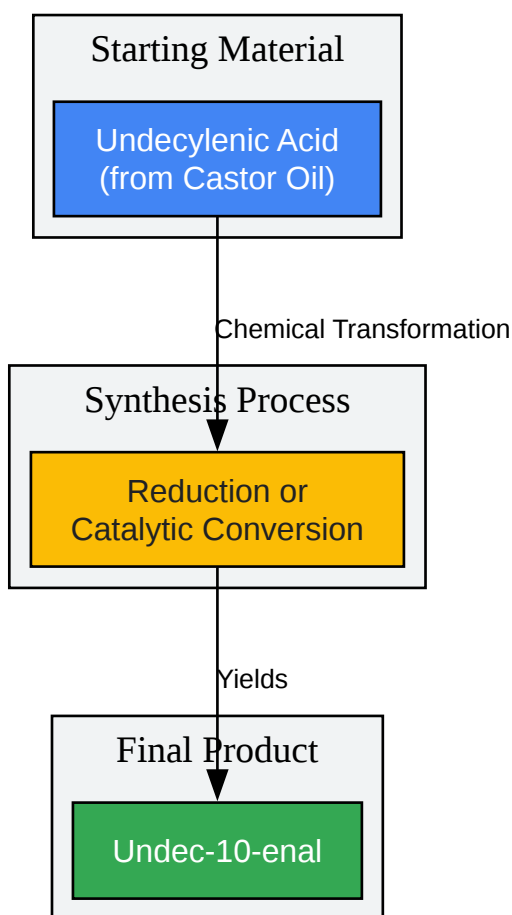 Starting Material
Undecylenic Acid
(from Castor Oil)
Chemical Transformation
Synthesis Process
Reduction or
Catalytic Conversion
Yields
Final Product
Undec-10-enal